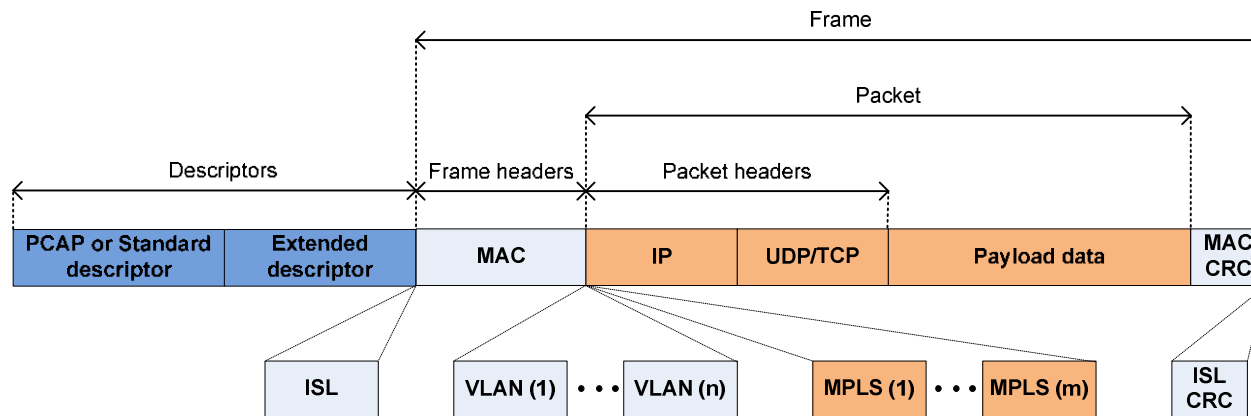 Frame
Packet
Descriptors
Frame headers
Packet headers
PCAP or Standard
descriptor
Extended
descriptor
MAC
IP
UDP/TCP
Payload data
MAC
CRC
ISL
VLAN (1)
• • •
VLAN (n)
MPLS (1)
• • •
MPLS (m)
ISL
CRC